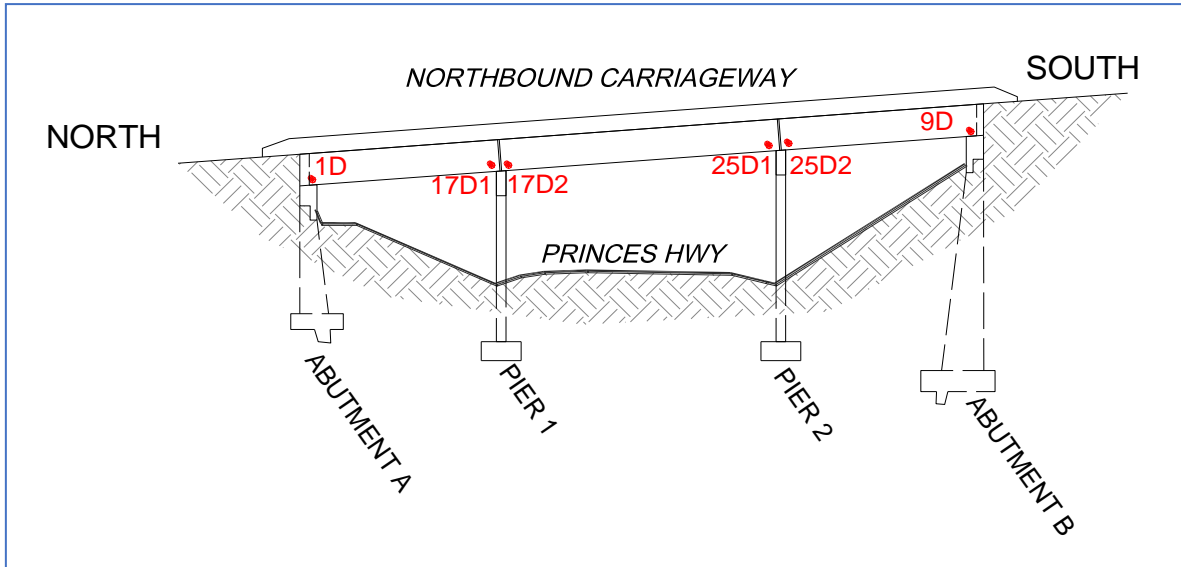 SOUTH
NORTHBOUND CARRIAGEWAY
NORTH
9D
1D
17D1 17D2
25D1 25D2
PRINCES HWY
ABUTMENT A
PIER 1
PIER 2
ABUTMENT B